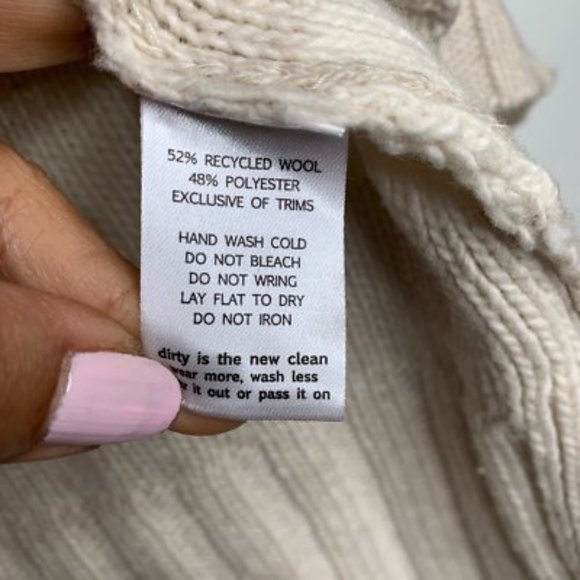 52% RECYCLED WOOL
48% POLYESTER
EXCLUSIVE OF TRIMS
HAND WASH COLD
DO NOT BLEACH
DO NOT WRING
LAY FLAT TO DRY
DO NOT IRON
dirty is the new clean
wear more, wash less
it out or pass it on